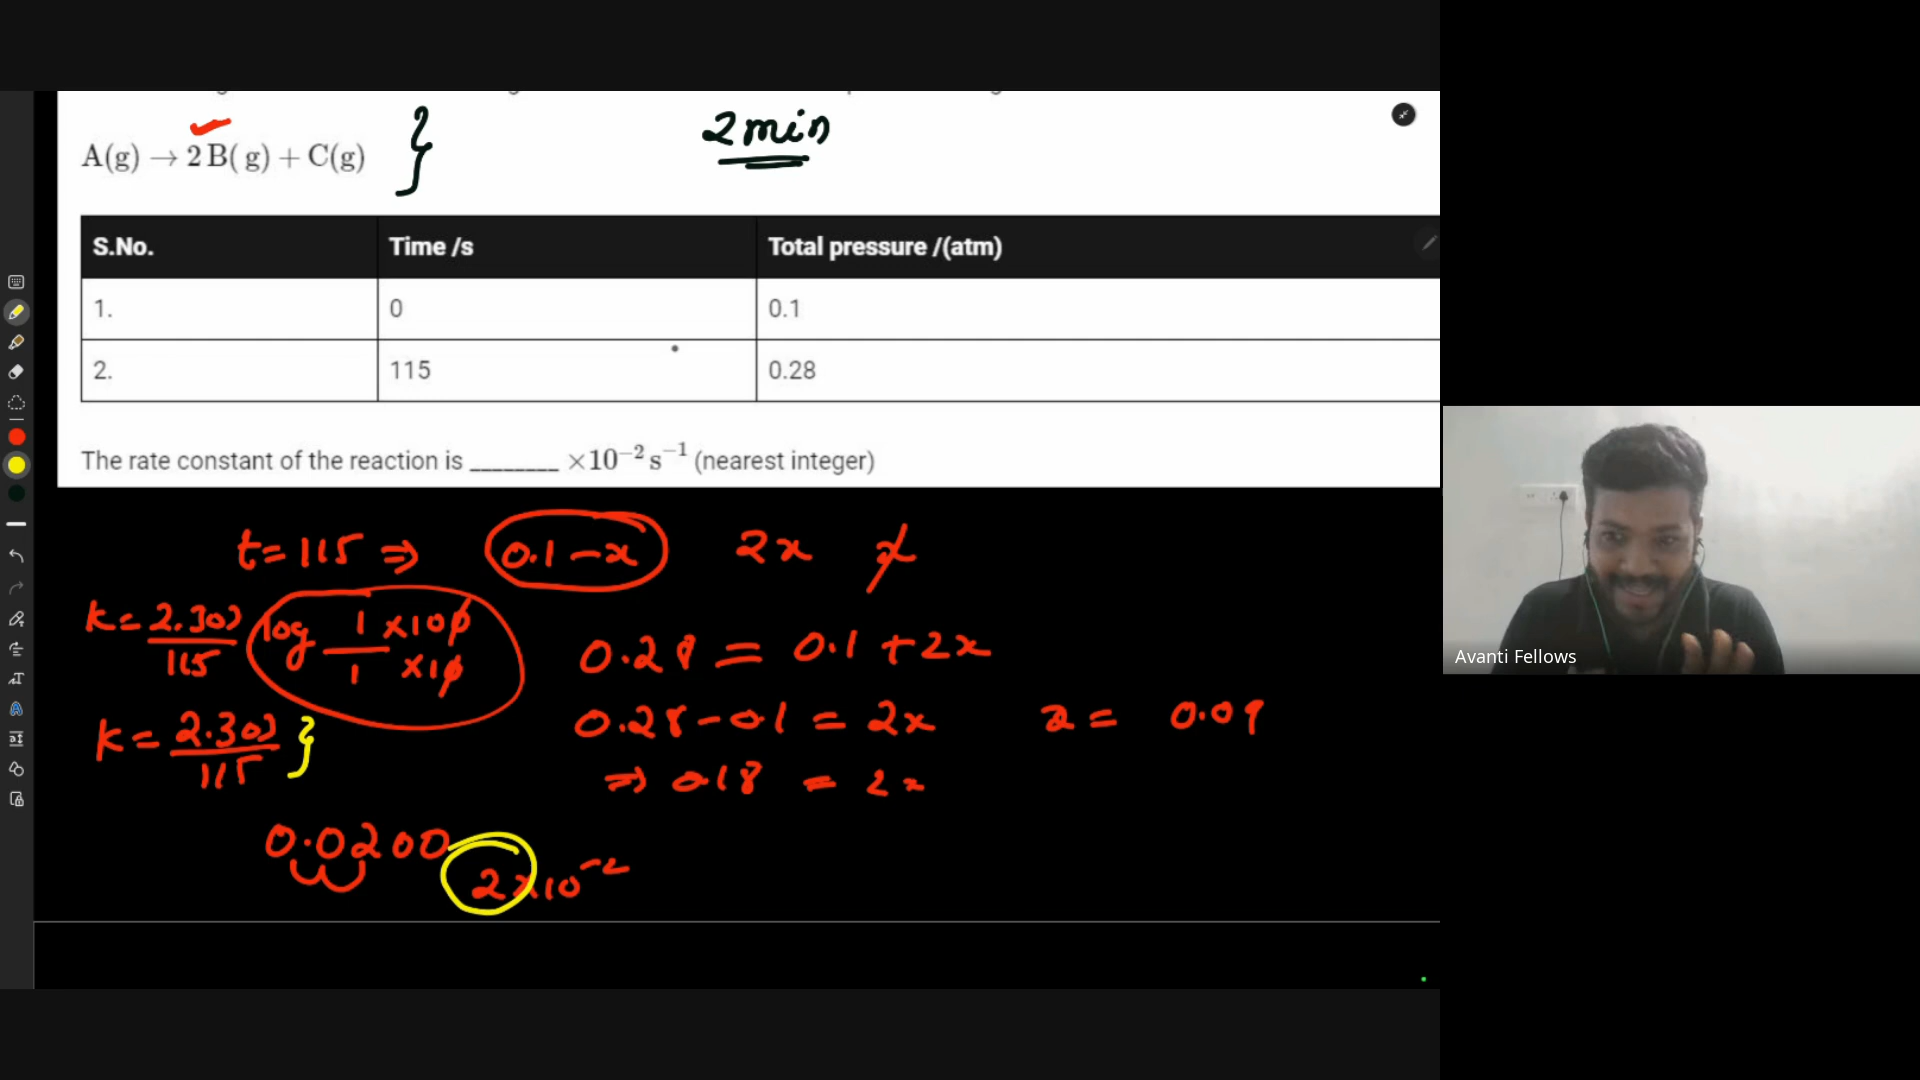 2 min
A(g) → 2 B( g) + C(g) }
S.No. Time /s Total pressure /(atm)
1. 0 0.1
2. 115 0.28
The rate constant of the reaction is ________ ×10⁻² s⁻¹ (nearest integer)
t = 115 ⇒ 0.1 − x 2x x
k = 2.303/115 log 1/1 ×100/×10
0.28 = 0.1 + 2x
k = 2.303/115 }
0.28 − 0.1 = 2x x = 0.09
⇒ 0.18 = 2x
0.0200
2 × 10⁻²
Avanti Fellows